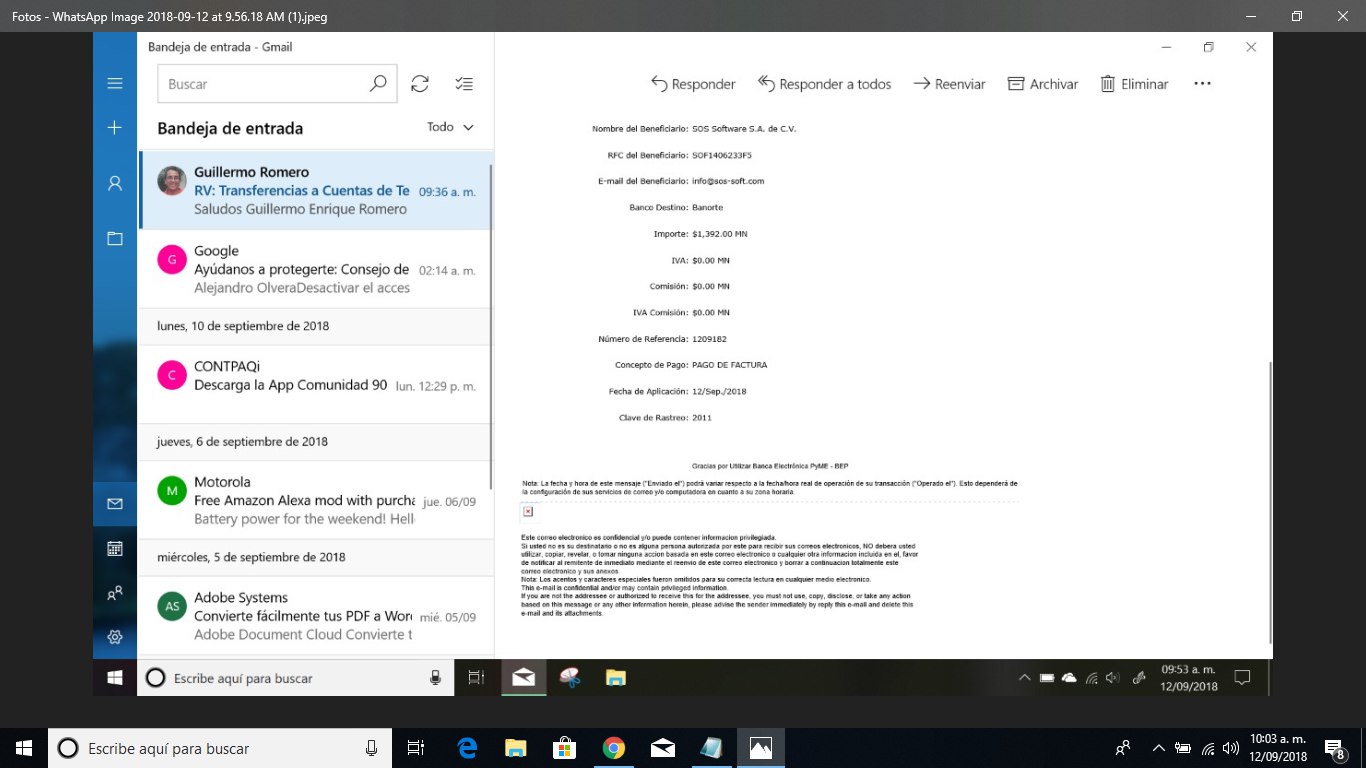 Fotos - WhatsApp Image 2018-09-12 at 9.56.18 AM (1).jpeg
Bandeja de entrada - Gmail
Buscar
Responder
Responder a todos
Reenviar
Archivar
Eliminar
Bandeja de entrada
Todo
Guillermo Romero
RV: Transferencias a Cuentas de Te 09:36 a. m.
Saludos Guillermo Enrique Romero
G
Google
Ayúdanos a protegerte: Consejo de 02:14 a. m.
Alejandro OlveraDesactivar el acces
lunes, 10 de septiembre de 2018
C
CONTPAQi
Descarga la App Comunidad 90 lun. 12:29 p. m.
jueves, 6 de septiembre de 2018
M
Motorola
Free Amazon Alexa mod with purcha jue. 06/09
Battery power for the weekend! Hell
miércoles, 5 de septiembre de 2018
AS
Adobe Systems
Convierte fácilmente tus PDF a Word mié. 05/09
Adobe Document Cloud Convierte t
Nombre del Beneficiario: SOS Software S.A. de C.V.
RFC del Beneficiario: SOF1406233F5
E-mail del Beneficiario: info@sos-soft.com
Banco Destino: Banorte
Importe: $1,392.00 MN
IVA: $0.00 MN
Comisión: $0.00 MN
IVA Comisión: $0.00 MN
Número de Referencia: 1209182
Concepto de Pago: PAGO DE FACTURA
Fecha de Aplicación: 12/Sep./2018
Clave de Rastreo: 2011
Gracias por Utilizar Banca Electrónica PyME - BEP
Nota: La fecha y hora de este mensaje ("Enviado el") podrá variar respecto a la fecha/hora real de operación de su transacción ("Operado el"). Esto dependerá de
la configuración de sus servicios de correo y/o computadora en cuanto a su zona horaria.
Este correo electronico es confidencial y/o puede contener informacion privilegiada.
Si usted no es su destinatario o no es alguna persona autorizada por este para recibir sus correos electronicos, NO debera usted
utilizar, copiar, revelar, o tomar ninguna accion basada en este correo electronico o cualquier otra informacion incluida en el, favor
de notificar al remitente de inmediato mediante el reenvio de este correo electronico y borrar a continuacion totalmente este
correo electronico y sus anexos.
Nota: Los acentos y caracteres especiales fueron omitidos para su correcta lectura en cualquier medio electronico.
This e-mail is confidential and/or may contain privileged information.
If you are not the addressee or authorized to receive this for the addressee, you must not use, copy, disclose, or take any action
based on this message or any other information herein, please advise the sender immediately by reply this e-mail and delete this
e-mail and its attachments.
Escribe aquí para buscar
09:53 a. m.
12/09/2018
Escribe aquí para buscar
10:03 a. m.
12/09/2018
8